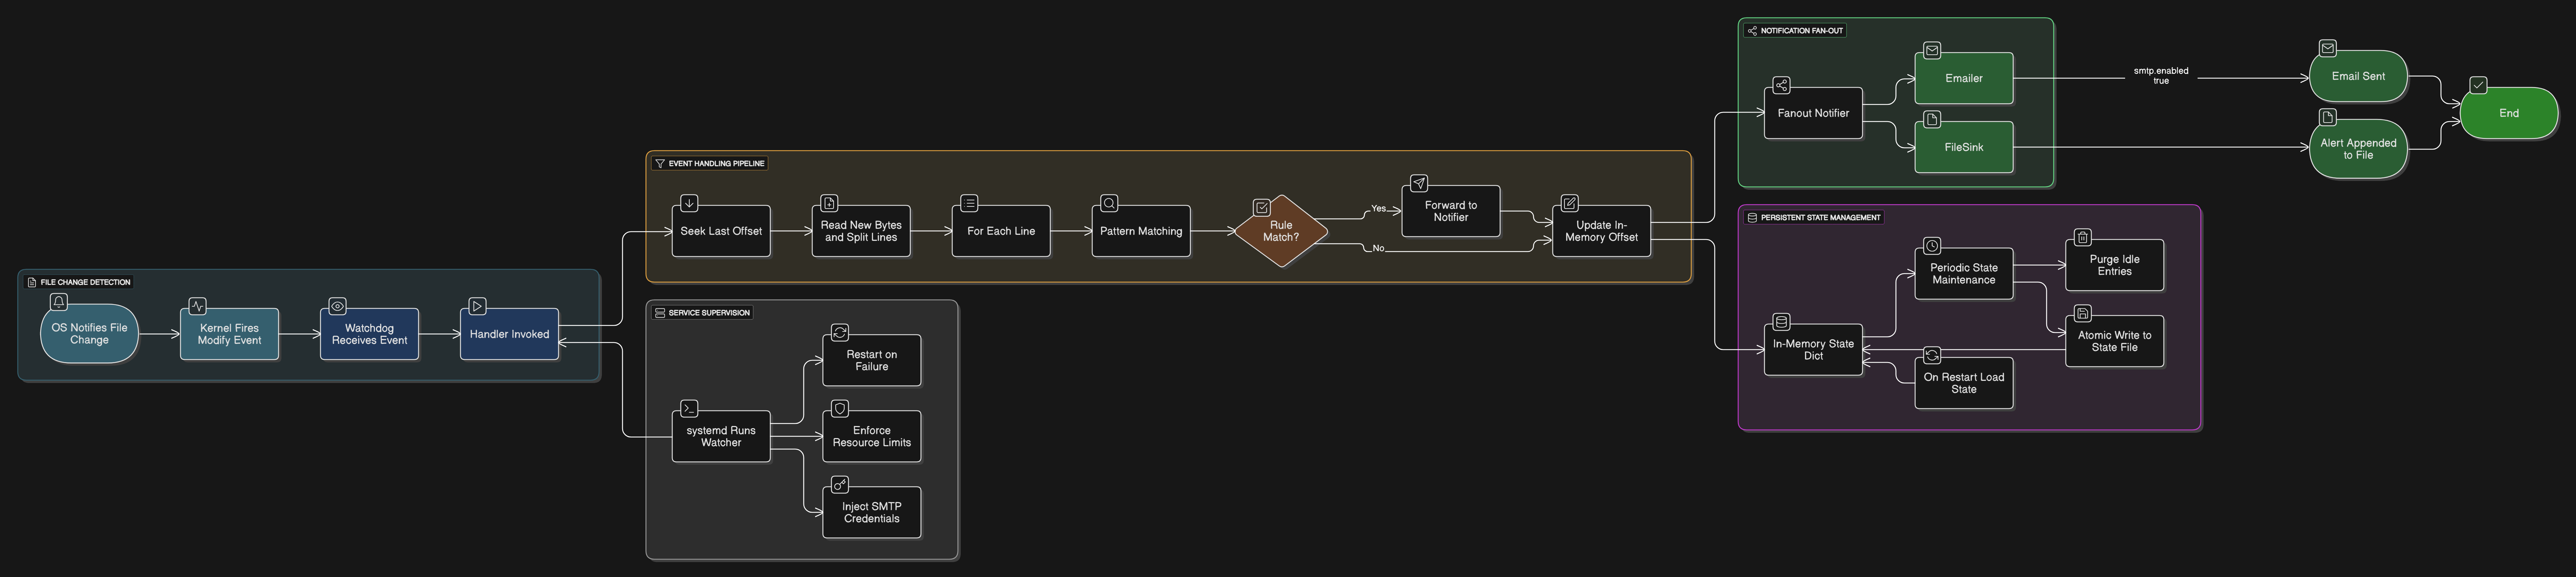 FILE CHANGE DETECTION
OS Notifies File
Change
Kernel Fires
Modify Event
Watchdog
Receives Event
Handler Invoked
EVENT HANDLING PIPELINE
Seek Last Offset
Read New Bytes
and Split Lines
For Each Line
Pattern Matching
Rule
Match?
Yes
No
Forward to
Notifier
Update In-
Memory Offset
SERVICE SUPERVISION
systemd Runs
Watcher
Restart on
Failure
Enforce
Resource Limits
Inject SMTP
Credentials
NOTIFICATION FAN-OUT
Fanout Notifier
Emailer
FileSink
smtp.enabled
true
Email Sent
Alert Appended
to File
End
PERSISTENT STATE MANAGEMENT
In-Memory State
Dict
Periodic State
Maintenance
On Restart Load
State
Purge Idle
Entries
Atomic Write to
State File